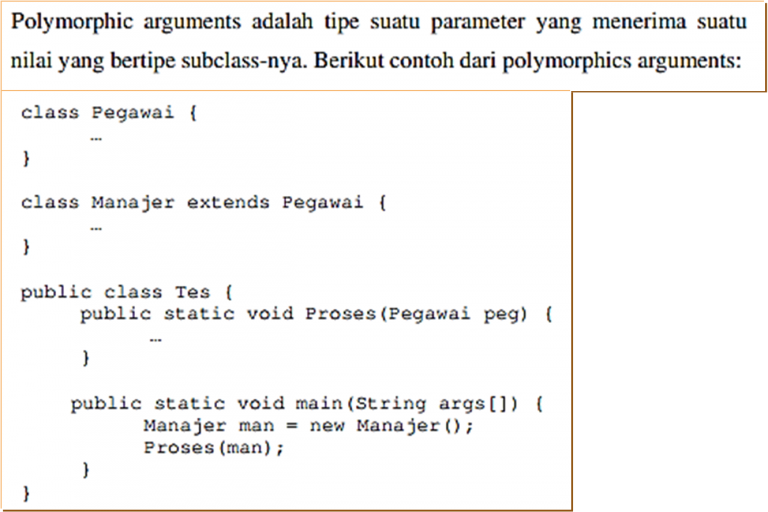 Polymorphic arguments adalah tipe suatu parameter yang menerima suatu
nilai yang bertipe subclass-nya. Berikut contoh dari polymorphics arguments:
class Pegawai {
…
}
class Manajer extends Pegawai {
…
}
public class Tes {
public static void Proses(Pegawai peg) {
…
}
public static void main(String args[]) {
Manajer man = new Manajer();
Proses(man);
}
}